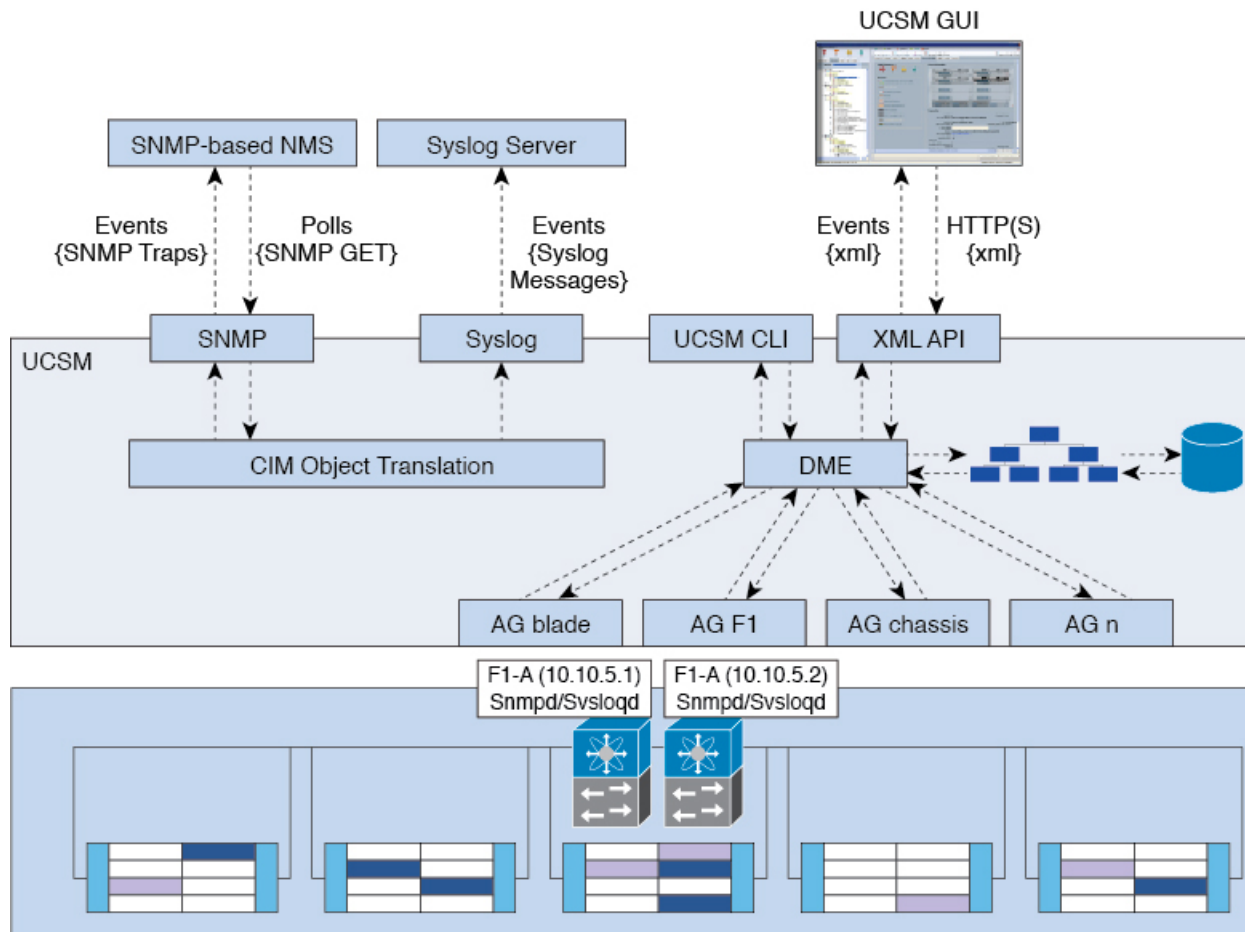 UCSM GUI
SNMP-based NMS
Syslog Server
Events
{SNMP Traps}
Polls
{SNMP GET}
Events
{Syslog
Messages}
Events
{xml}
HTTP(S)
{xml}
UCSM
SNMP
Syslog
UCSM CLI
XML API
CIM Object Translation
DME
AG blade
AG F1
AG chassis
AG n
F1-A (10.10.5.1)
Snmpd/Svsloqd
F1-A (10.10.5.2)
Snmpd/Svsloqd